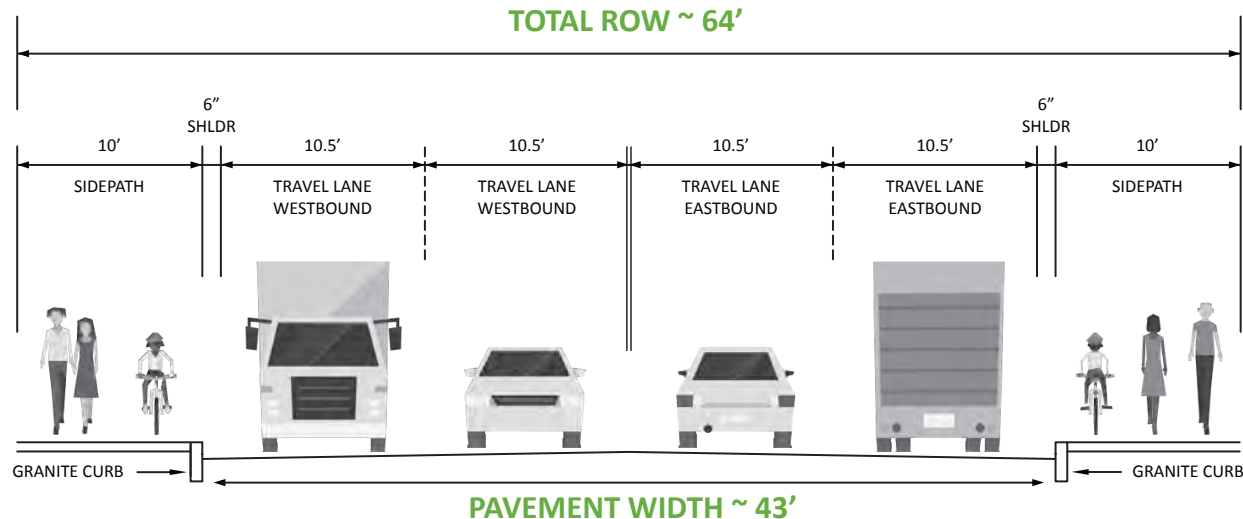 TOTAL ROW ~ 64’
6” 6”
SHLDR SHLDR
10’ 10.5’ 10.5’ 10.5’ 10.5’ 10’
SIDEPATH TRAVEL LANE TRAVEL LANE TRAVEL LANE TRAVEL LANE SIDEPATH
WESTBOUND WESTBOUND EASTBOUND EASTBOUND
GRANITE CURB GRANITE CURB
PAVEMENT WIDTH ~ 43’